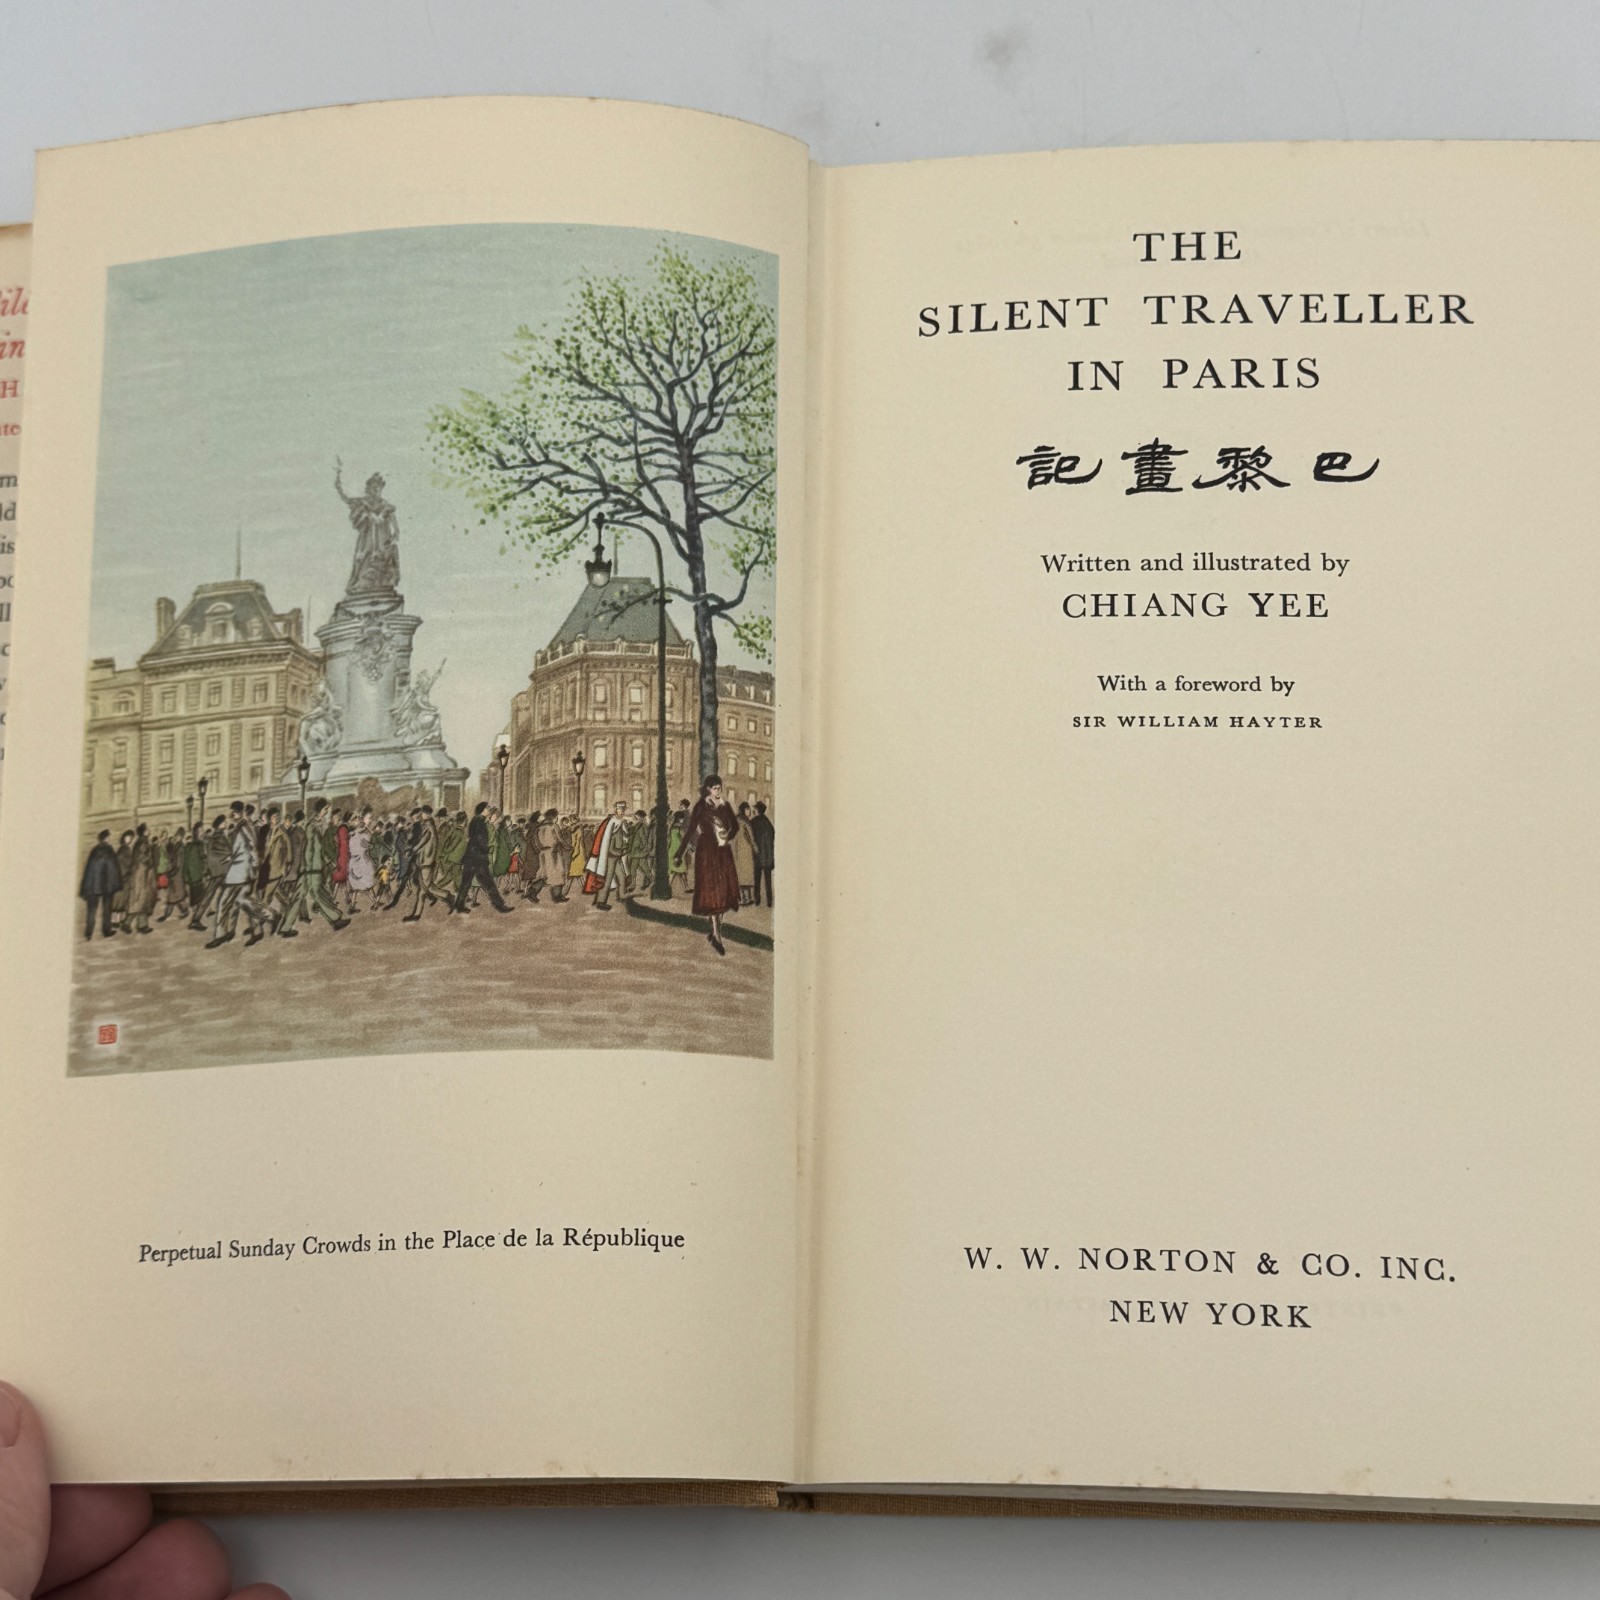 Perpetual Sunday Crowds in the Place de la République
THE
SILENT TRAVELLER
IN PARIS
記畫黎巴
Written and illustrated by
CHIANG YEE
With a foreword by
SIR WILLIAM HAYTER
W. W. NORTON & CO. INC.
NEW YORK